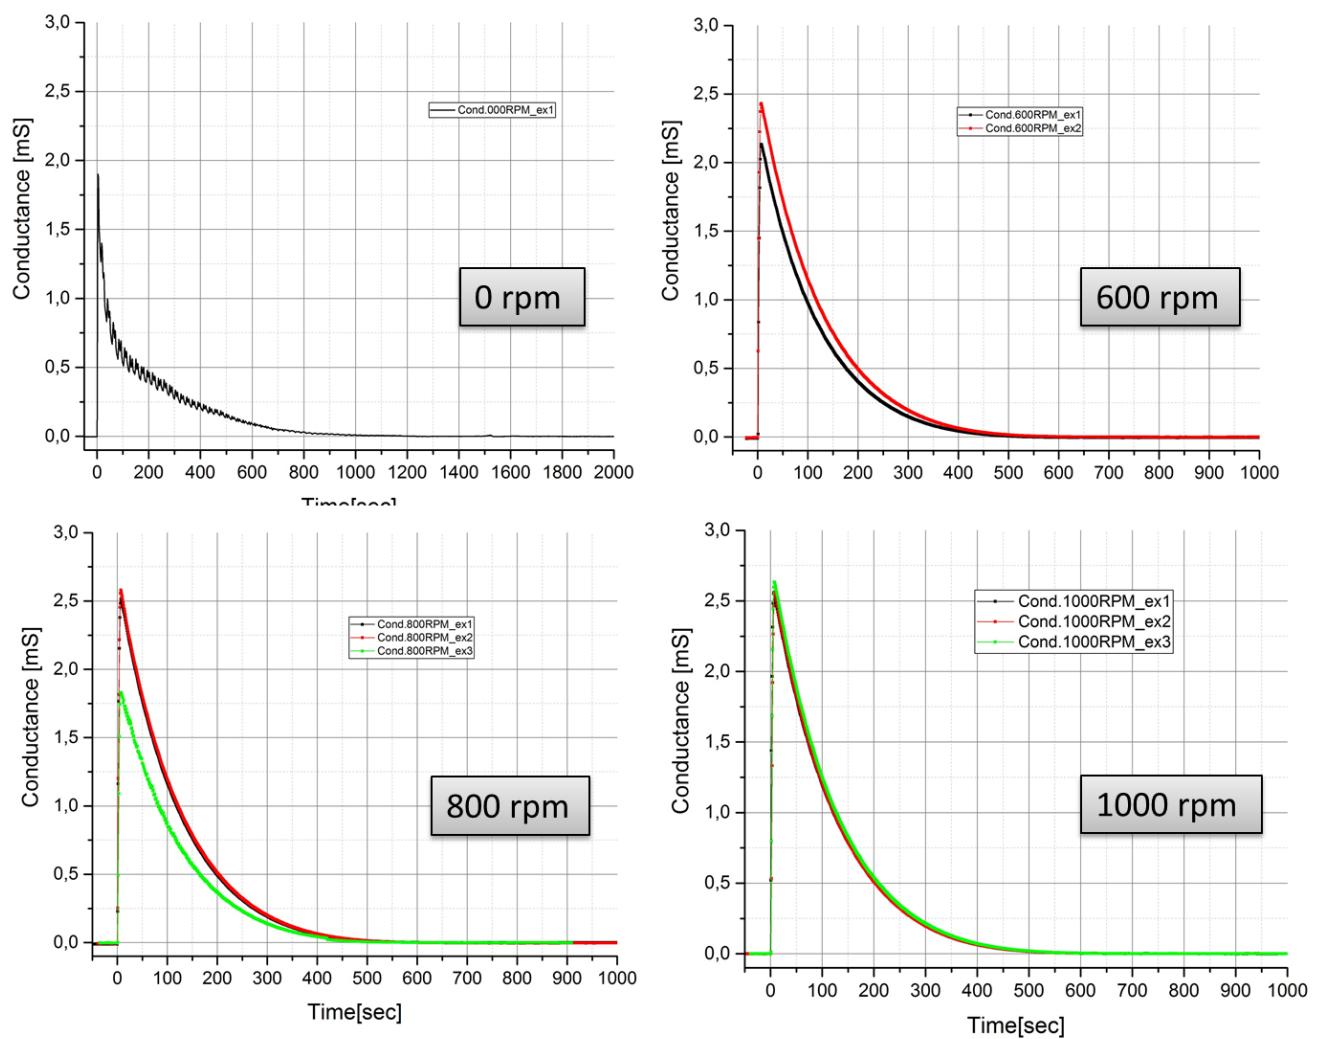 3,0
2,5
2,0
1,5
1,0
0,5
0,0
Conductance [mS]
Cond.000RPM_ex1
0 rpm
0 200 400 600 800 1000 1200 1400 1600 1800 2000
Time[sec]
3,0
2,5
2,0
1,5
1,0
0,5
0,0
Conductance [mS]
Cond.600RPM_ex1
Cond.600RPM_ex2
600 rpm
0 100 200 300 400 500 600 700 800 900 1000
3,0
2,5
2,0
1,5
1,0
0,5
0,0
Conductance [mS]
Cond.800RPM_ex1
Cond.800RPM_ex2
Cond.800RPM_ex3
800 rpm
0 100 200 300 400 500 600 700 800 900 1000
Time[sec]
3,0
2,5
2,0
1,5
1,0
0,5
0,0
Conductance [mS]
Cond.1000RPM_ex1
Cond.1000RPM_ex2
Cond.1000RPM_ex3
1000 rpm
0 100 200 300 400 500 600 700 800 900 1000
Time[sec]